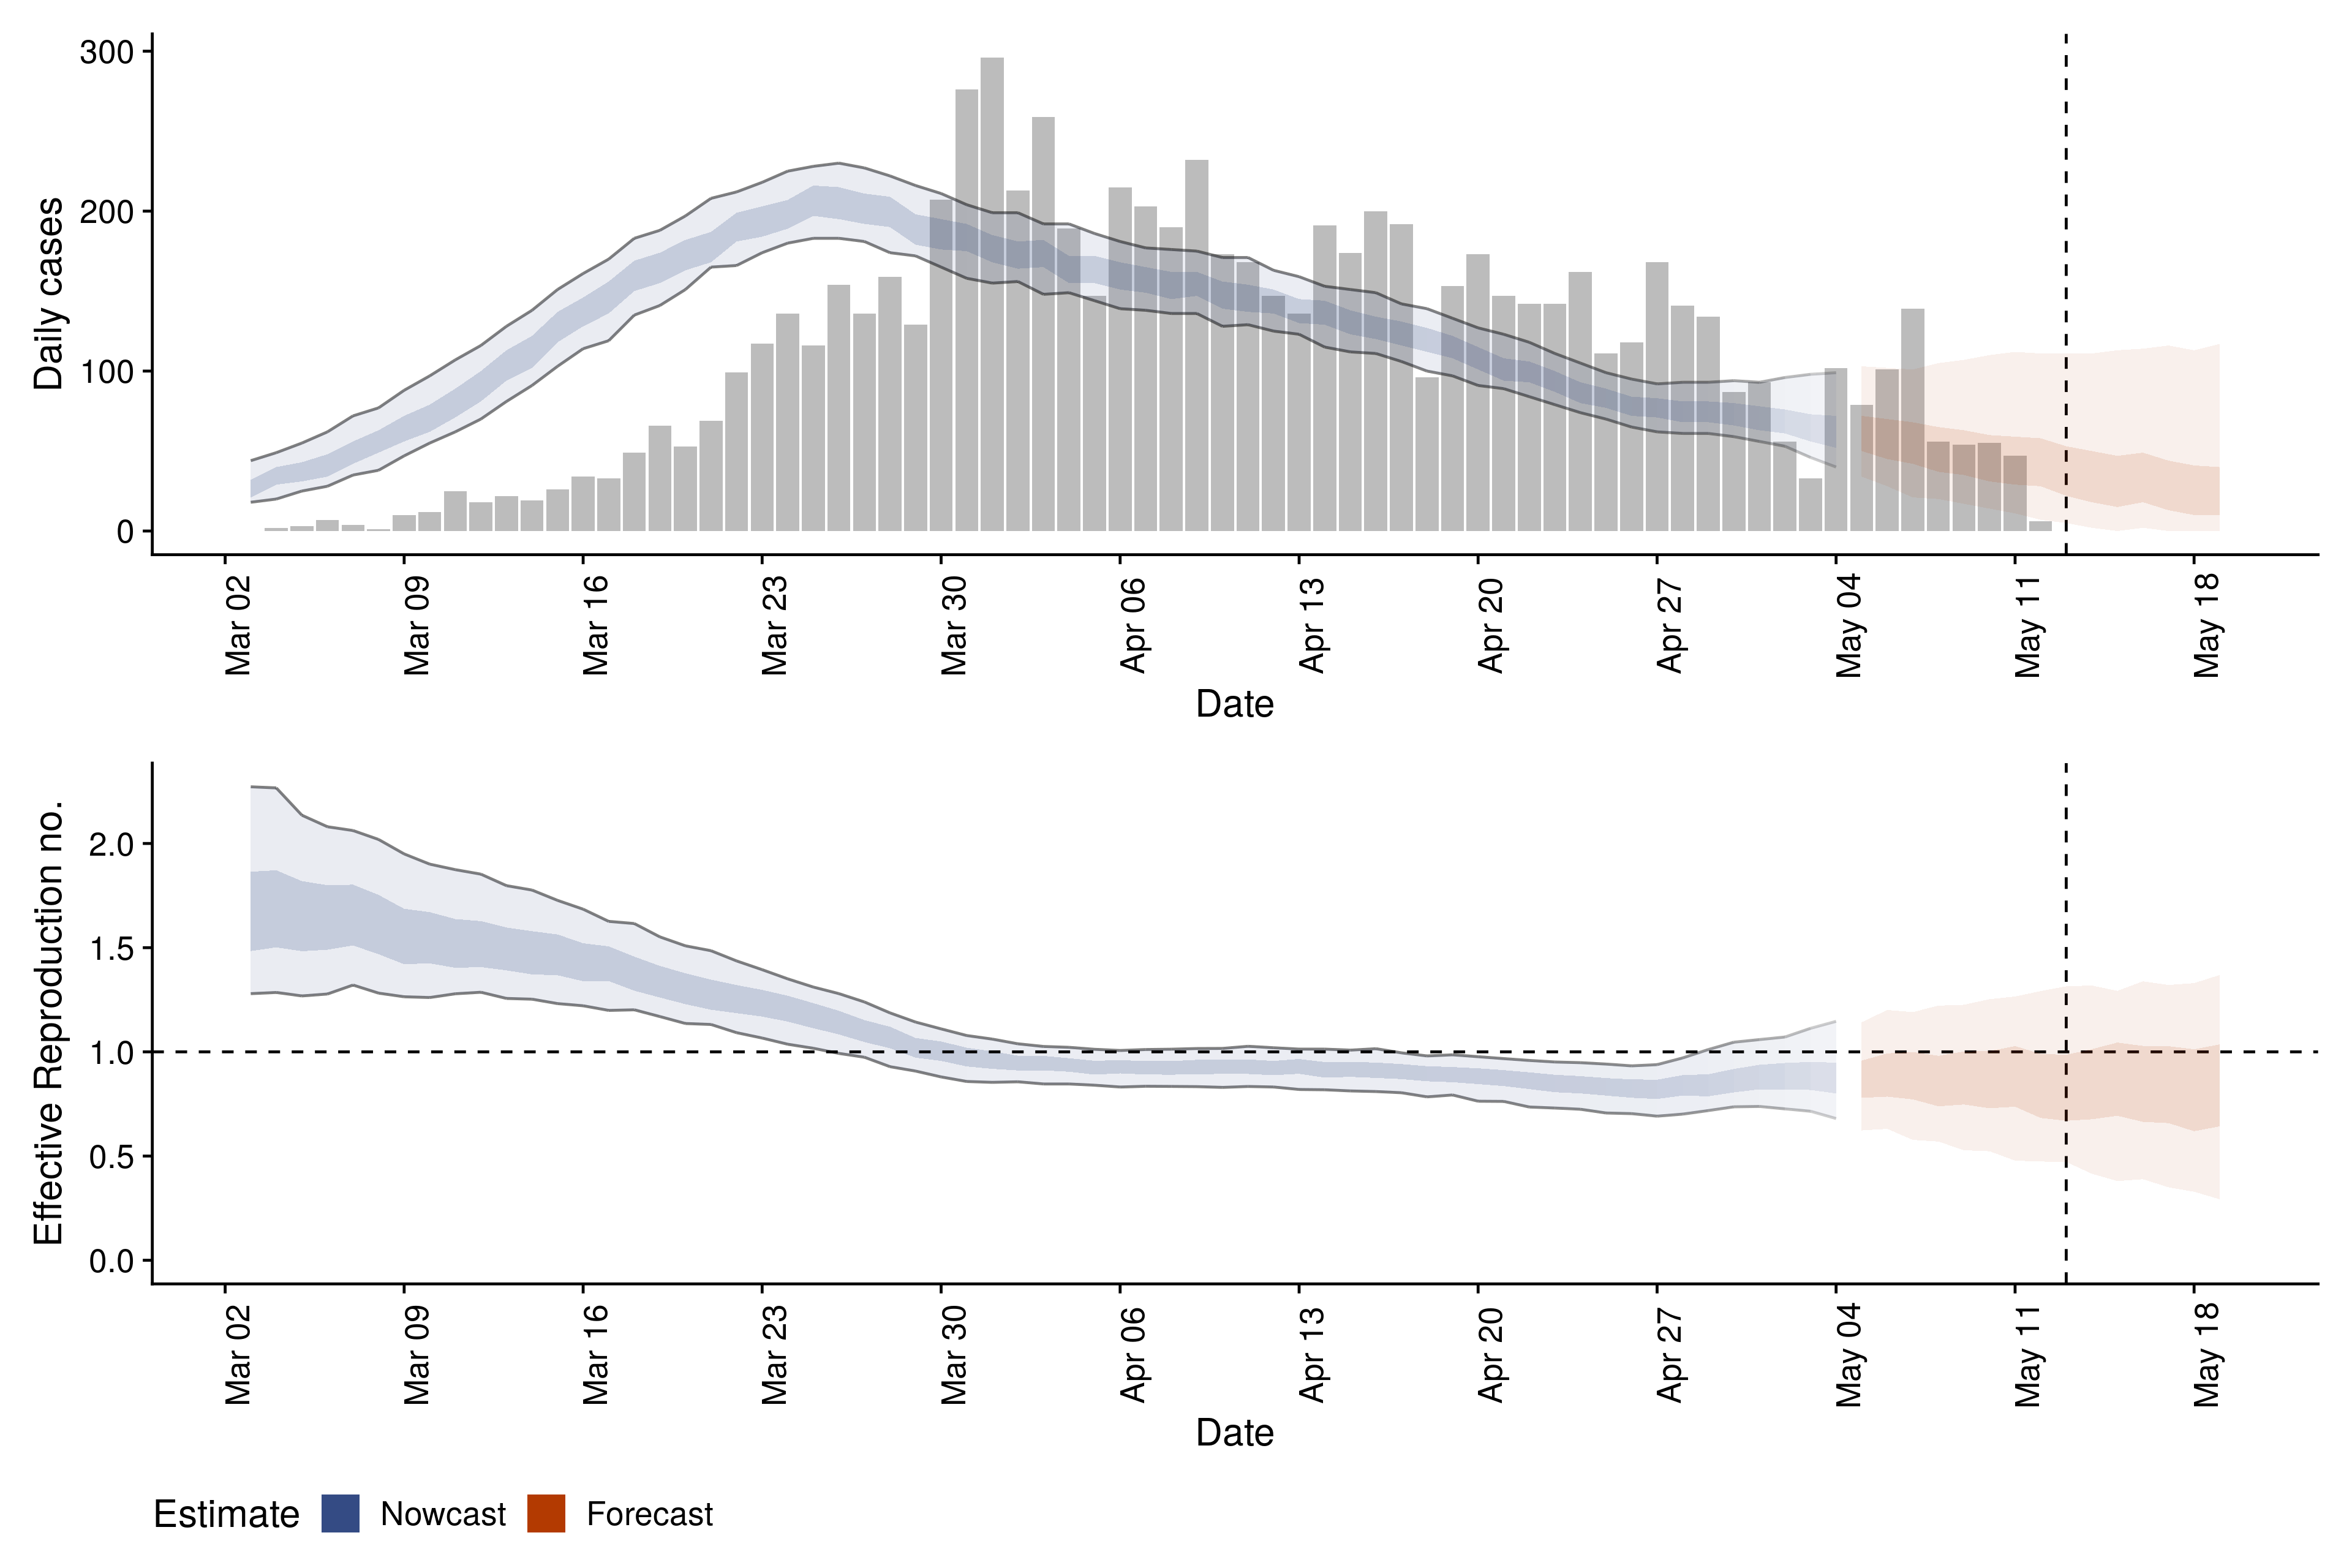 Daily cases
300
200
100
0
Mar 02
Mar 09
Mar 16
Mar 23
Mar 30
Apr 06
Apr 13
Apr 20
Apr 27
May 04
May 11
May 18
Date
Effective Reproduction no.
2.0
1.5
1.0
0.5
0.0
Mar 02
Mar 09
Mar 16
Mar 23
Mar 30
Apr 06
Apr 13
Apr 20
Apr 27
May 04
May 11
May 18
Date
Estimate Nowcast Forecast